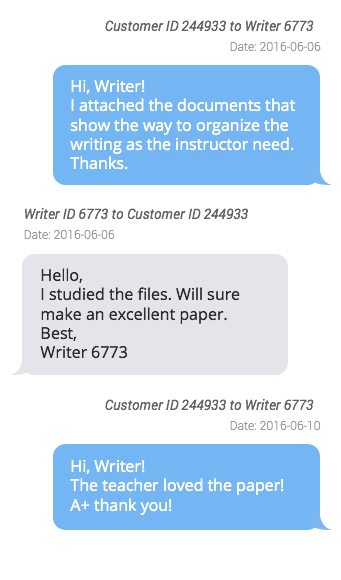 Customer ID 244933 to Writer 6773
Date: 2016-06-06
Hi, Writer!
I attached the documents that
show the way to organize the
writing as the instructor need.
Thanks.
Writer ID 6773 to Customer ID 244933
Date: 2016-06-06
Hello,
I studied the files. Will sure
make an excellent paper.
Best,
Writer 6773
Customer ID 244933 to Writer 6773
Date: 2016-06-10
Hi, Writer!
The teacher loved the paper!
A+ thank you!